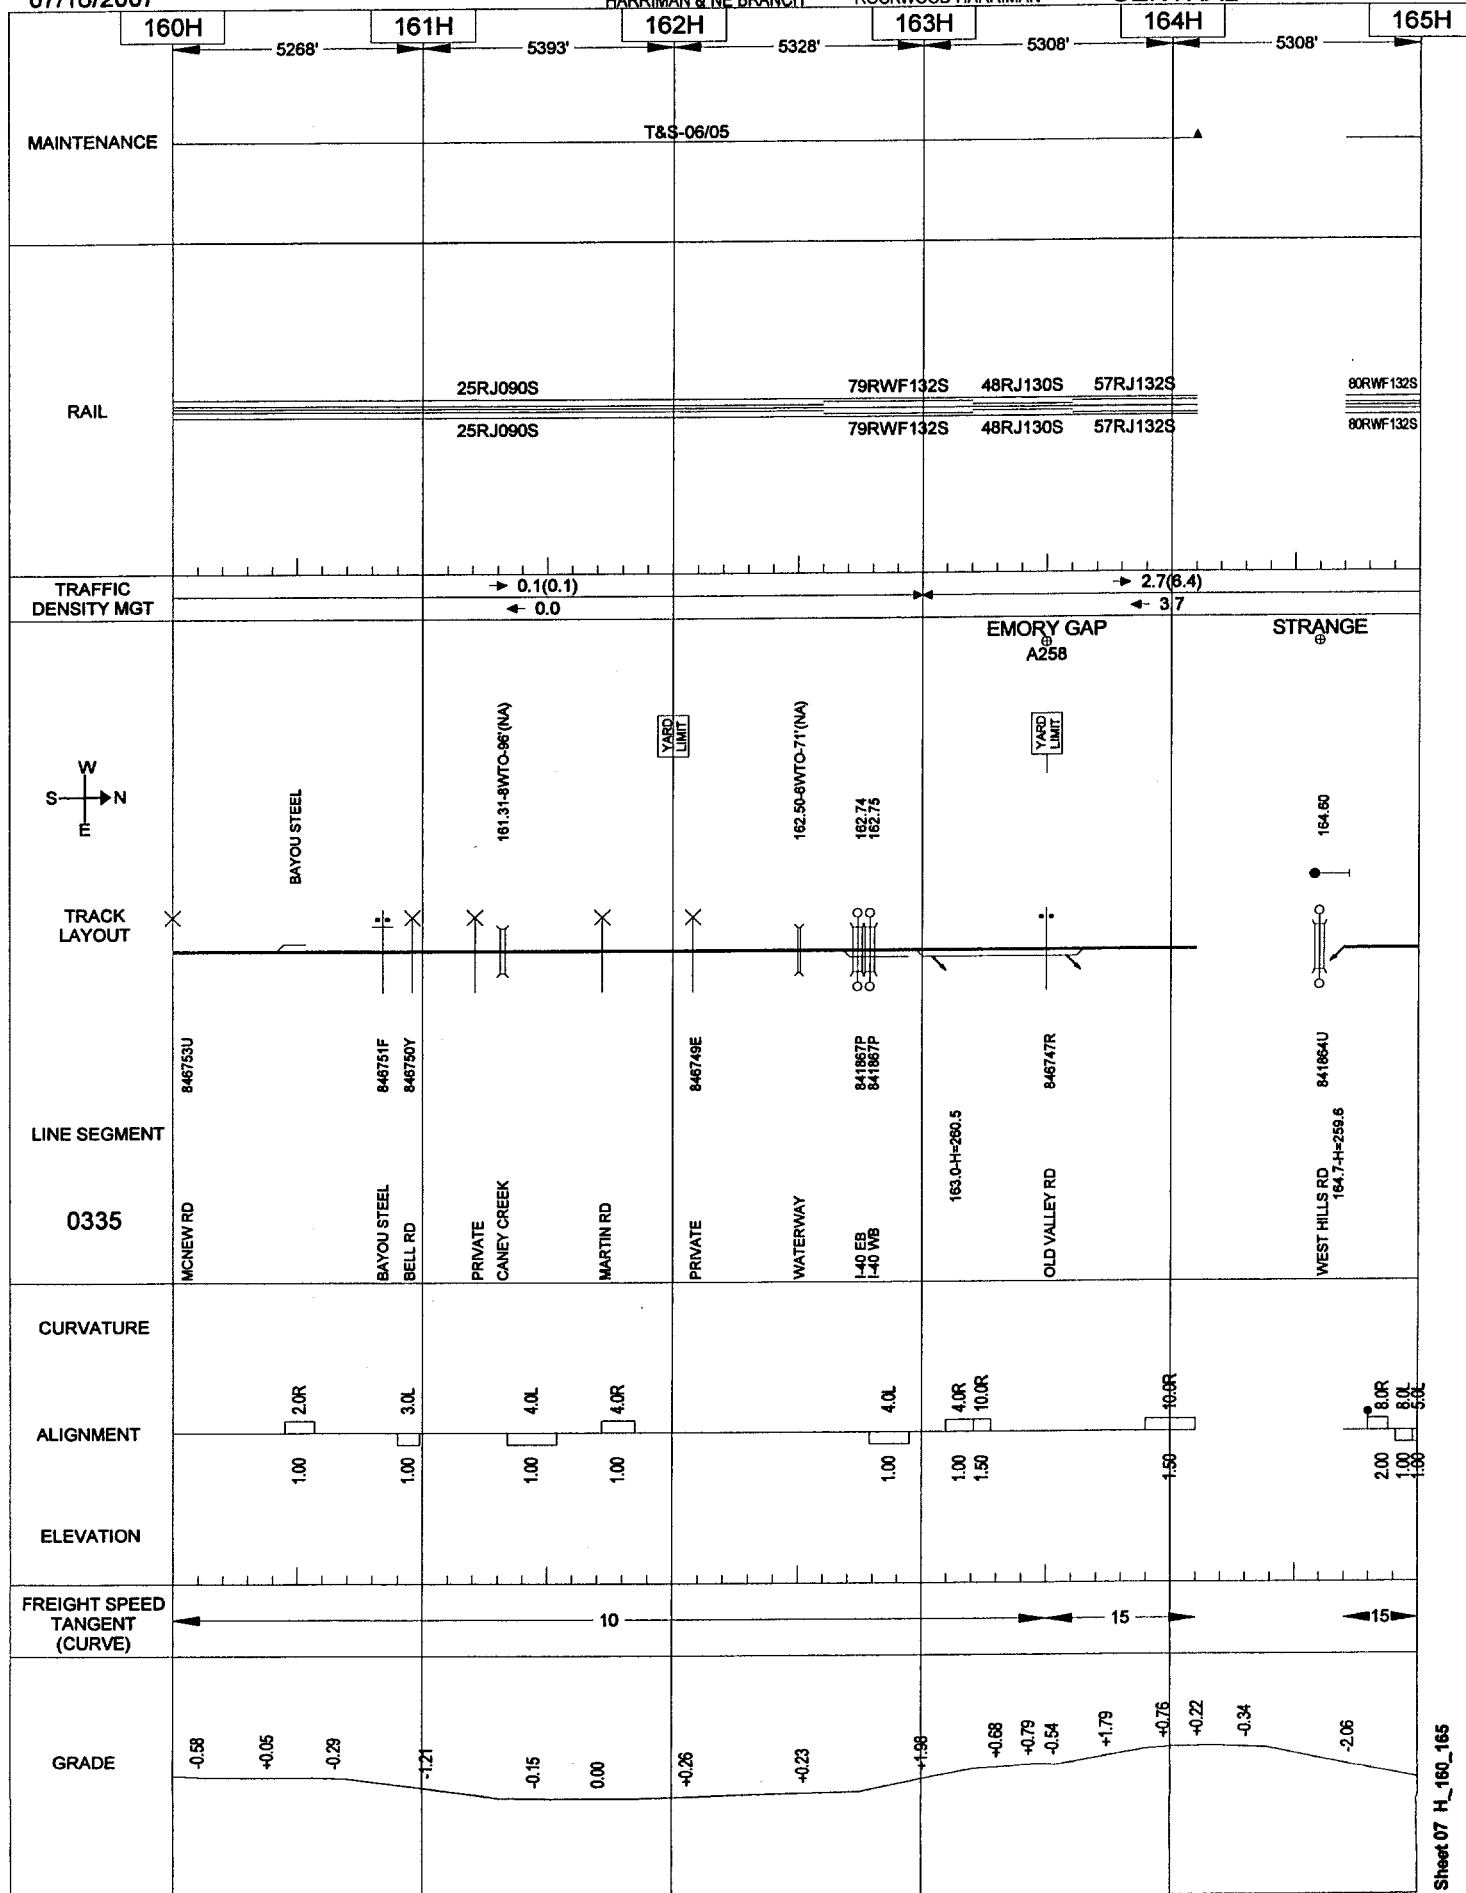 160H 161H 162H 163H 164H 165H
5268' 5393' 5328' 5308' 5308'
MAINTENANCE
T&S-06/05
25RJ090S 79RWF132S 48RJ130S 57RJ132S 80RWF132S
RAIL
25RJ090S 79RWF132S 48RJ130S 57RJ132S 80RWF132S
TRAFFIC
DENSITY MGT
0.1(0.1) 2.7(6.4)
0.0 3.7
EMORY GAP STRANGE
A258
W
S N
E
BAYOU STEEL
161.31-8WTO-96'(NA)
YARD
LIMIT
162.50-6WTO-71'(NA)
162.74
162.75
YARD
LIMIT
164.60
TRACK
LAYOUT
846753U
846751F
846750Y
846749E
841867P
841867P
846747R
841864U
LINE SEGMENT
0335
163.0-H=260.5
164.7-H=259.6
MCNEW RD
BAYOU STEEL
BELL RD
PRIVATE
CANEY CREEK
MARTIN RD
PRIVATE
WATERWAY
I-40 EB
I-40 WB
OLD VALLEY RD
WEST HILLS RD
CURVATURE
2.0R 3.0L 4.0L 4.0R 4.0L 4.0R 10.0R 10.0R 8.0R 8.0L 5.0L
ALIGNMENT
1.00 1.00 1.00 1.00 1.00 1.00 1.50 1.50 2.00 1.00 1.00
ELEVATION
FREIGHT SPEED
TANGENT
(CURVE)
10 15 15
GRADE
-0.58 +0.05 -0.29 -1.21 -0.15 0.00 +0.26 +0.23 +1.98 +0.68 +0.79 -0.54 +1.79 +0.76 +0.22 -0.34 -2.06
Sheet 07 H_160_165